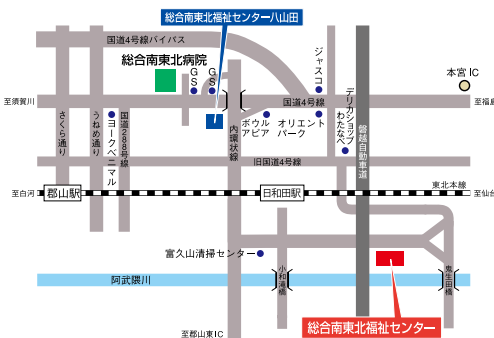 総合南東北福祉センター八山田
国道4号線バイパス
総合南東北病院
GS
GS
ジャスコ
本宮IC
至須賀川
国道4号線
至福島
さくら通り
うねめ通り
ヨークベニマル
国道288号線
内環状線
ボウル
アピア
オリエント
パーク
デリカショップ
わたなべ
磐越自動車道
旧国道4号線
東北本線
至白河
郡山駅
日和田駅
至仙台
富久山清掃センター
阿武隈川
小和滝橋
鬼生田橋
総合南東北福祉センター
至郡山東IC